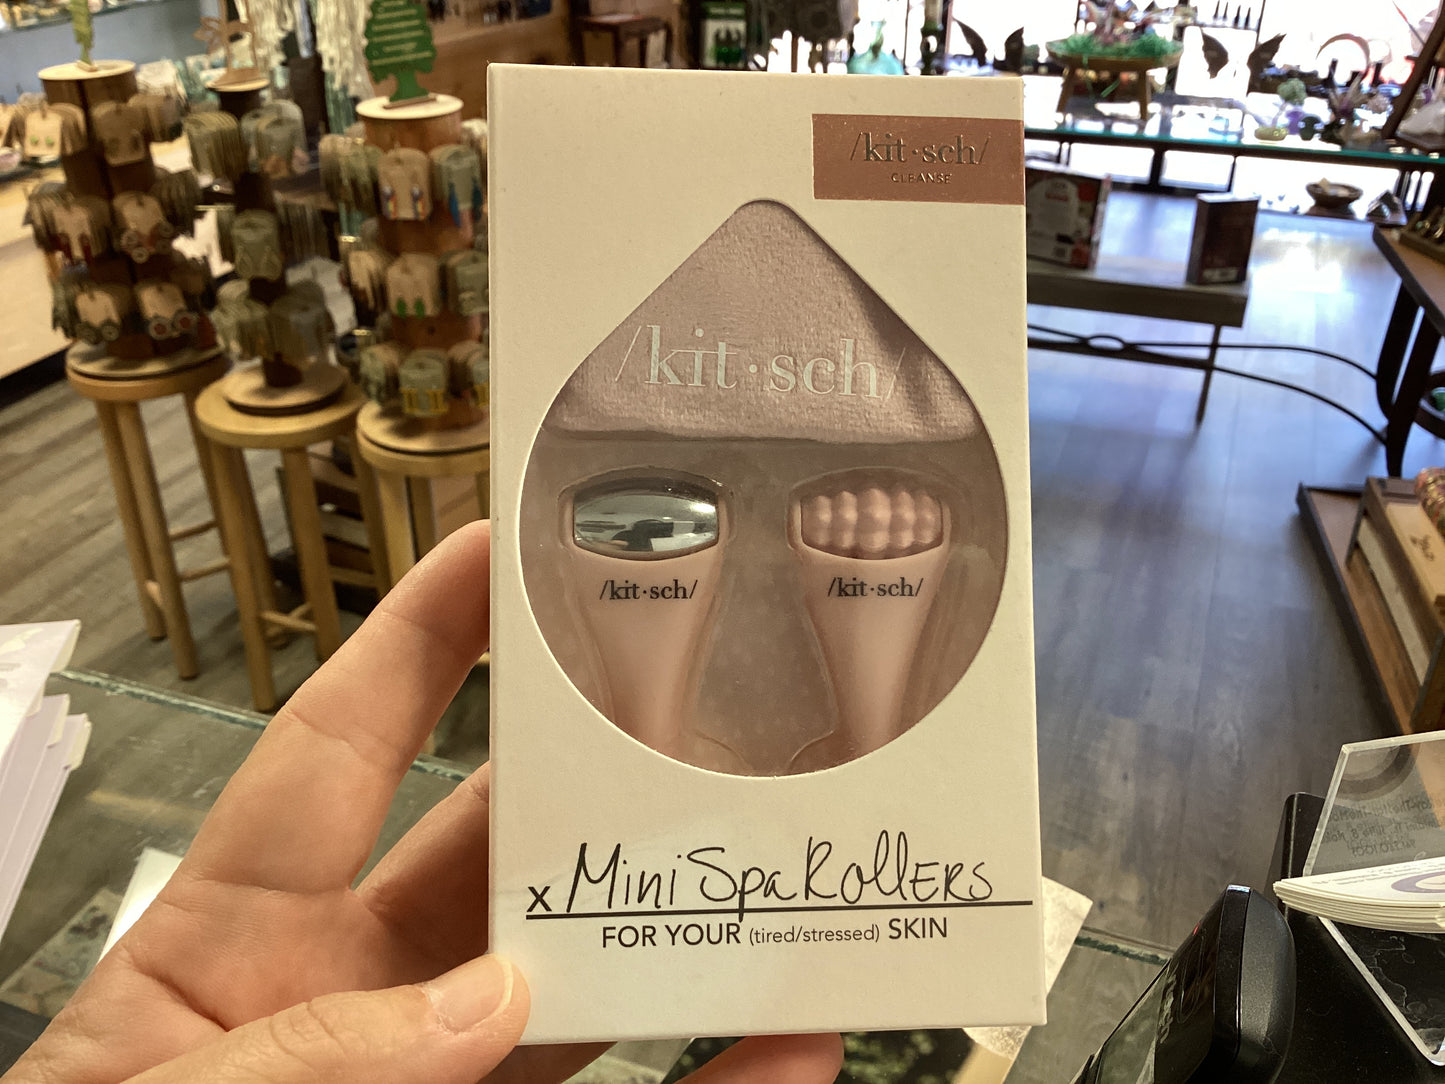 /kit·sch/
CLEANSE
/kit·sch/
/kit·sch/
/kit·sch/
x Mini Spa RollERS
FOR YOUR (tired/stressed) SKIN